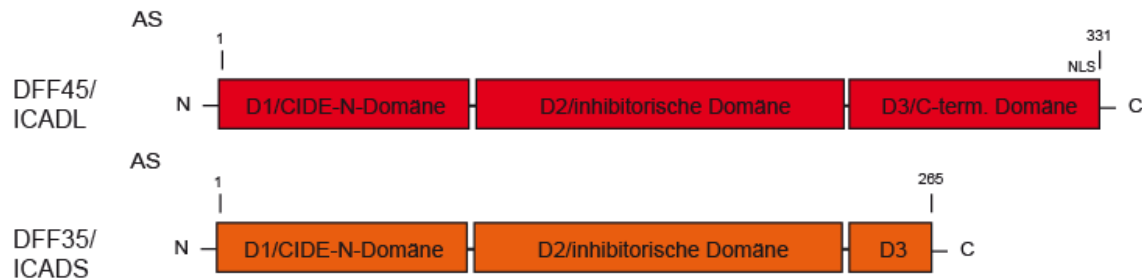 AS
1
331
NLS
DFF45/
ICADL
N
D1/CIDE-N-Domäne
D2/inhibitorische Domäne
D3/C-term. Domäne
C
AS
1
265
DFF35/
ICADS
N
D1/CIDE-N-Domäne
D2/inhibitorische Domäne
D3
C